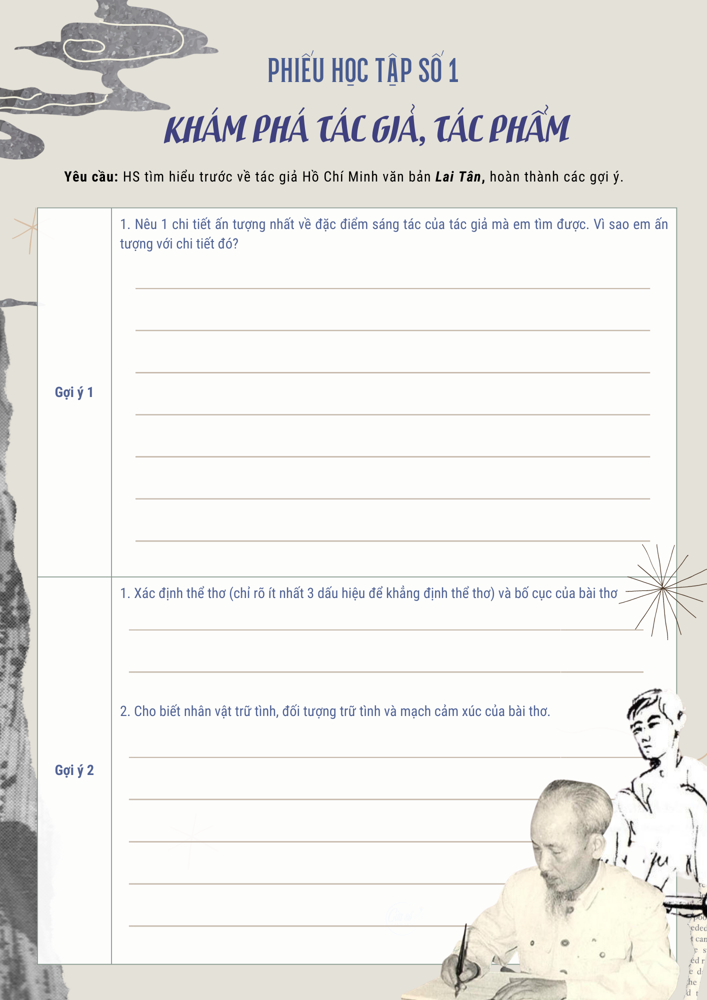 PHIẾU HỌC TẬP SỐ 1
KHÁM PHÁ TÁC GIẢ, TÁC PHẨM
Yêu cầu: HS tìm hiểu trước về tác giả Hồ Chí Minh văn bản Lai Tân, hoàn thành các gợi ý.
1. Nêu 1 chi tiết ấn tượng nhất về đặc điểm sáng tác của tác giả mà em tìm được. Vì sao em ấn
tượng với chi tiết đó?
Gợi ý 1
1. Xác định thể thơ (chỉ rõ ít nhất 3 dấu hiệu để khẳng định thể thơ) và bố cục của bài thơ
2. Cho biết nhân vật trữ tình, đối tượng trữ tình và mạch cảm xúc của bài thơ.
Gợi ý 2